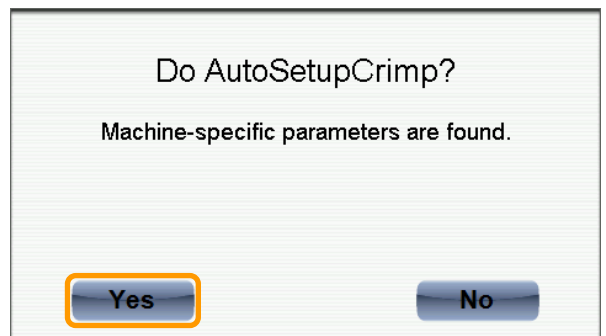 Do AutoSetupCrimp?
Machine-specific parameters are found.
Yes No